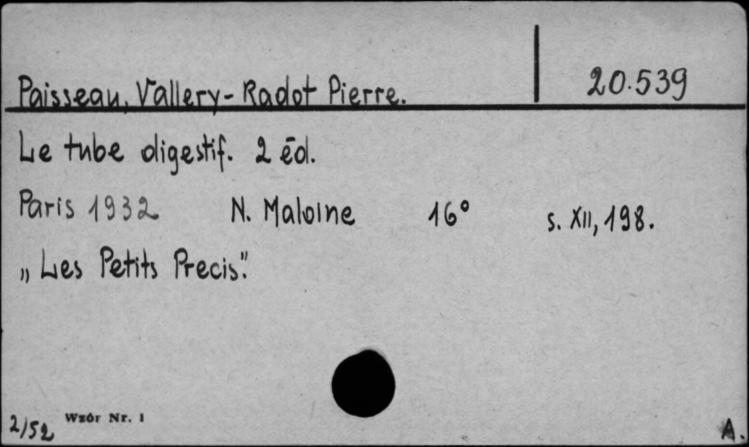 Paisseau, Vallery-Radot Pierre.
20.539
Le tube digestif. 2 éd.
Paris 1932 N. Maloine 16° s. XII, 198.
„Les Petits Precis".
2/52 Wzór Nr. 1
A.